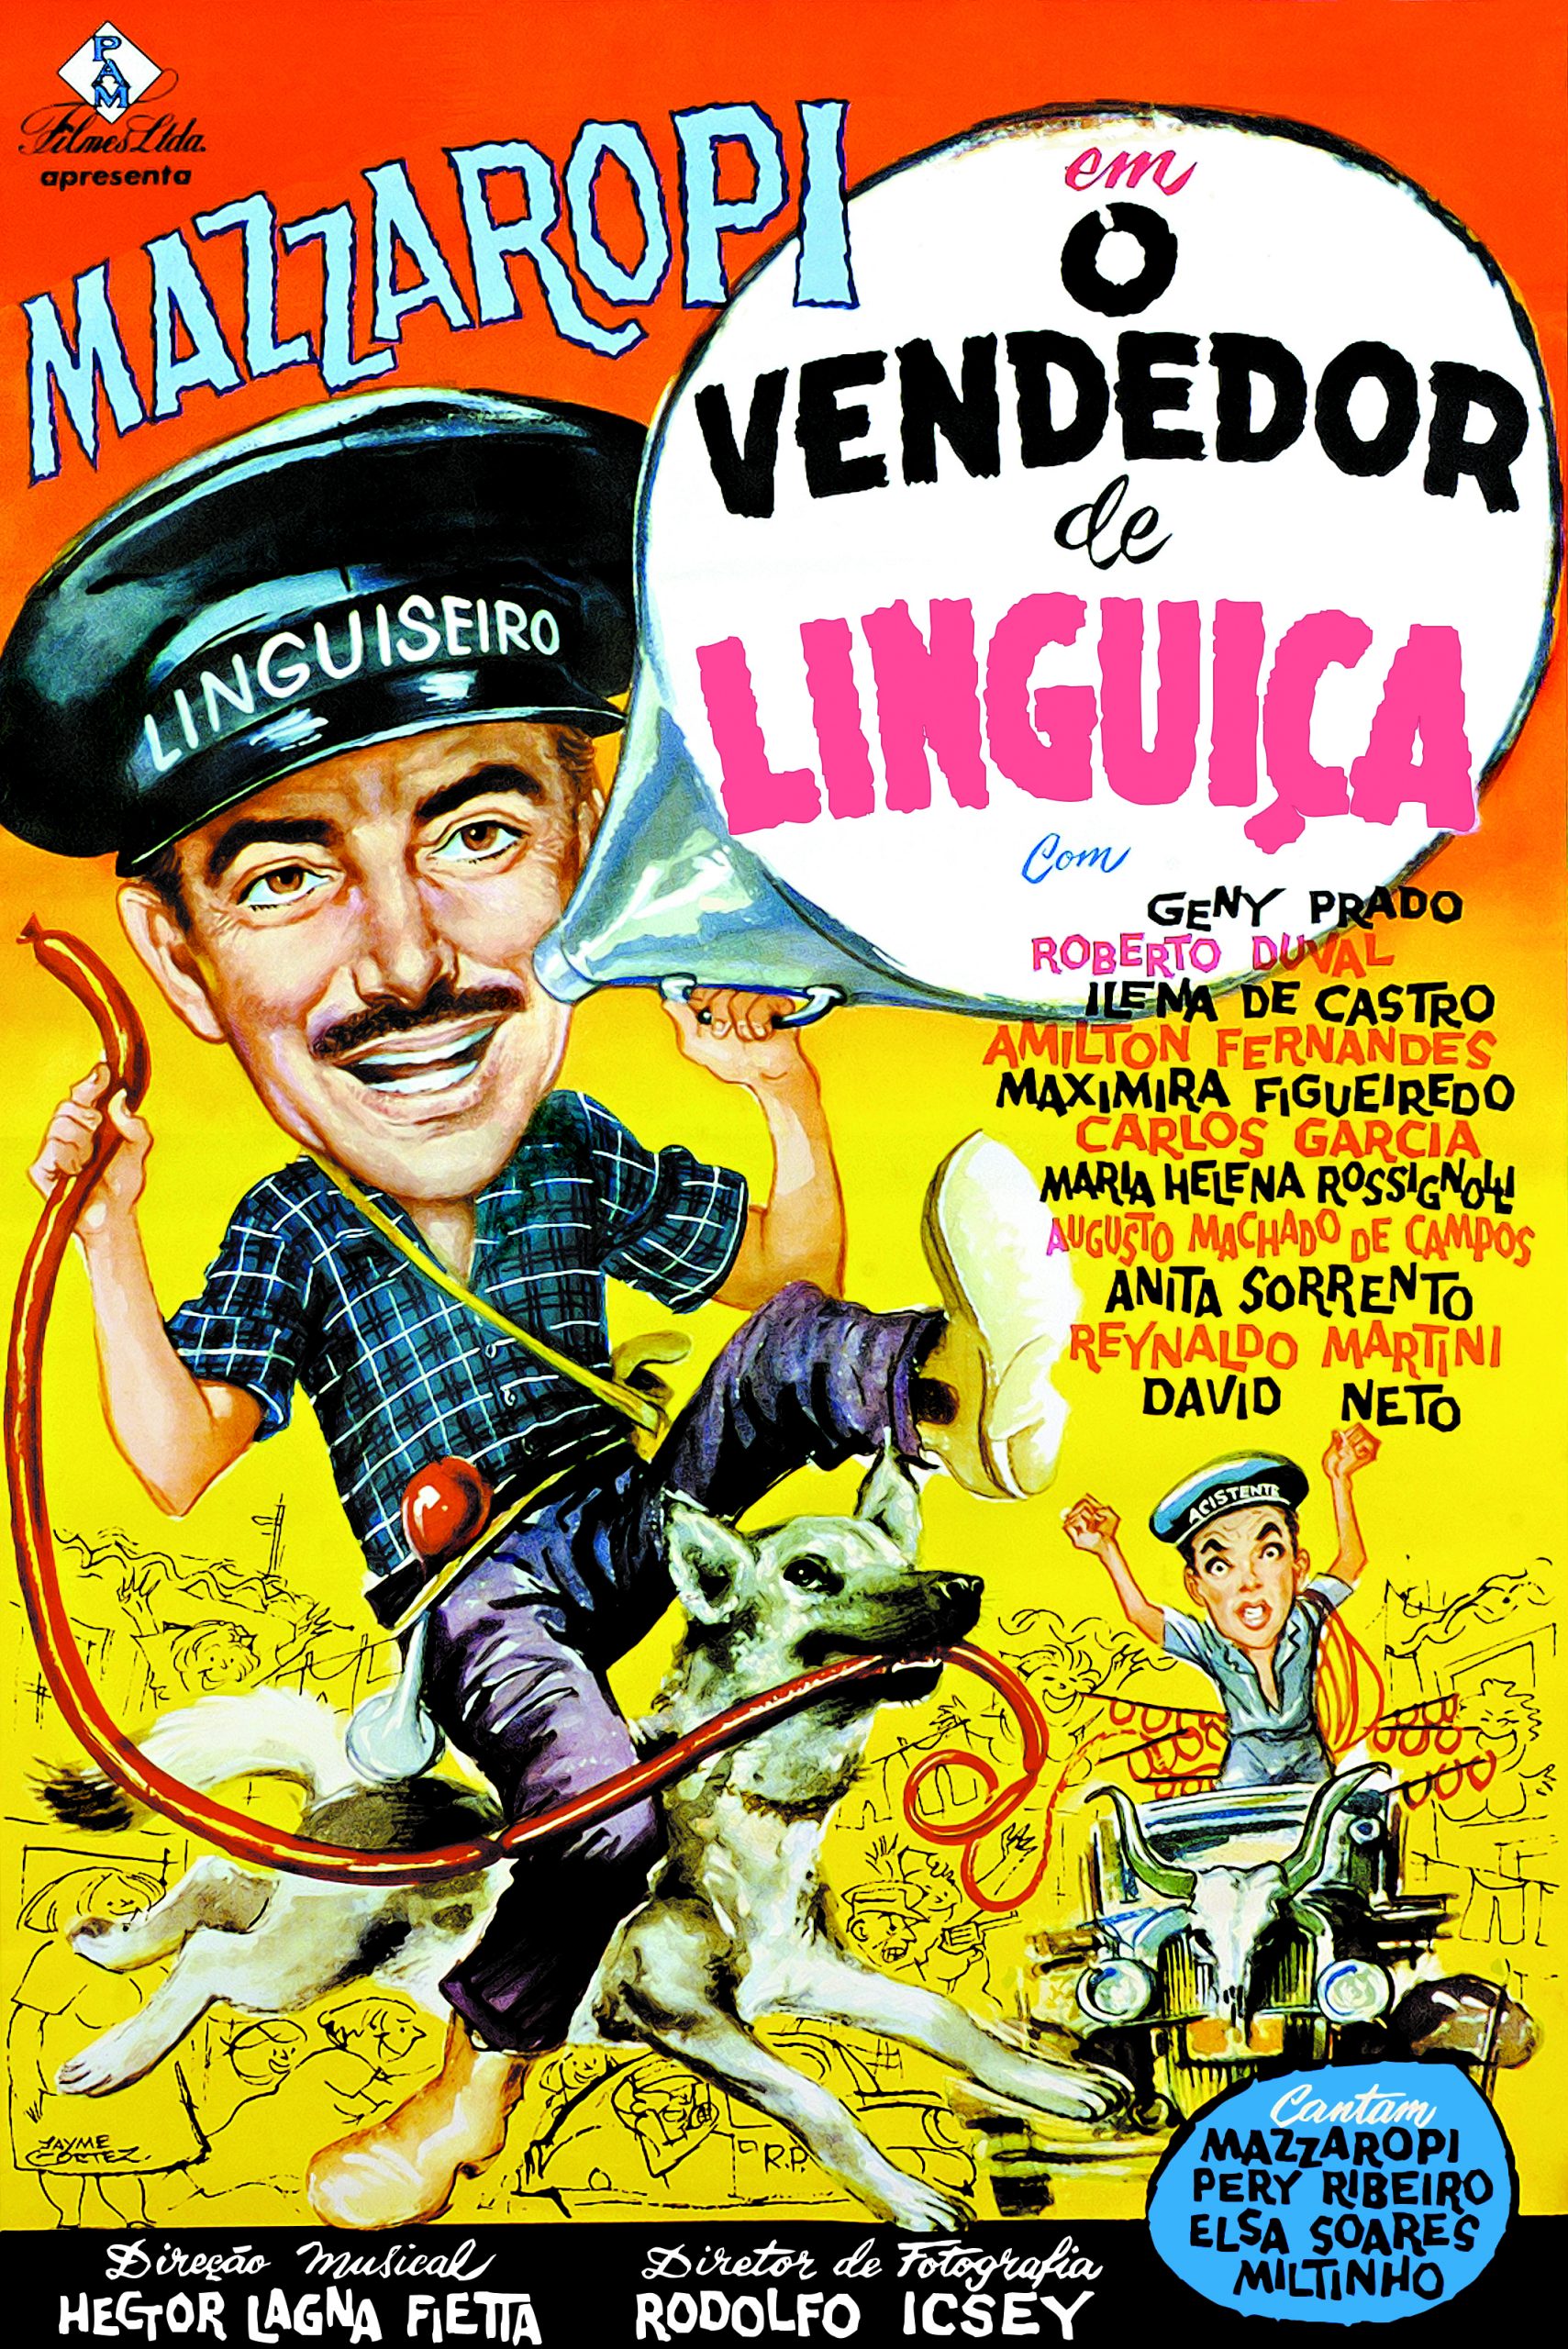 PAM
Filmes Ltda.
apresenta
MAZZAROPI
em
O
VENDEDOR
de
LINGUIÇA
LINGUISEIRO
Com
GENY PRADO
ROBERTO DUVAL
ILENA DE CASTRO
AMILTON FERNANDES
MAXIMIRA FIGUEIREDO
CARLOS GARCIA
MARIA HELENA ROSSIGNOLLI
AUGUSTO MACHADO DE CAMPOS
ANITA SORRENTO
REYNALDO MARTINI
DAVID NETO
ACISTENTE
JAYME
CORTEZ
R.P.
Cantam
MAZZAROPI
PERY RIBEIRO
ELSA SOARES
MILTINHO
Direção Musical
HECTOR LAGNA FIETTA
Diretor de Fotografia
RODOLFO ICSEY